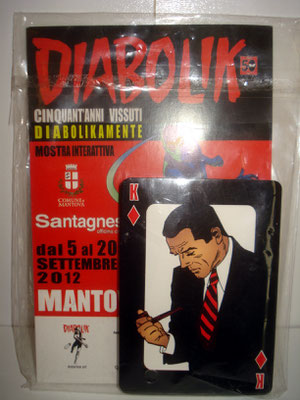 DIABOLIK
50
CINQUANT'ANNI VISSUTI
DIABOLIKAMENTE
MOSTRA INTERATTIVA
COMUNE DI
MANTOVA
Santagnes
dal 5 al 20
SETTEMBRE
2012
MANTO
DIABOLIK
K
K